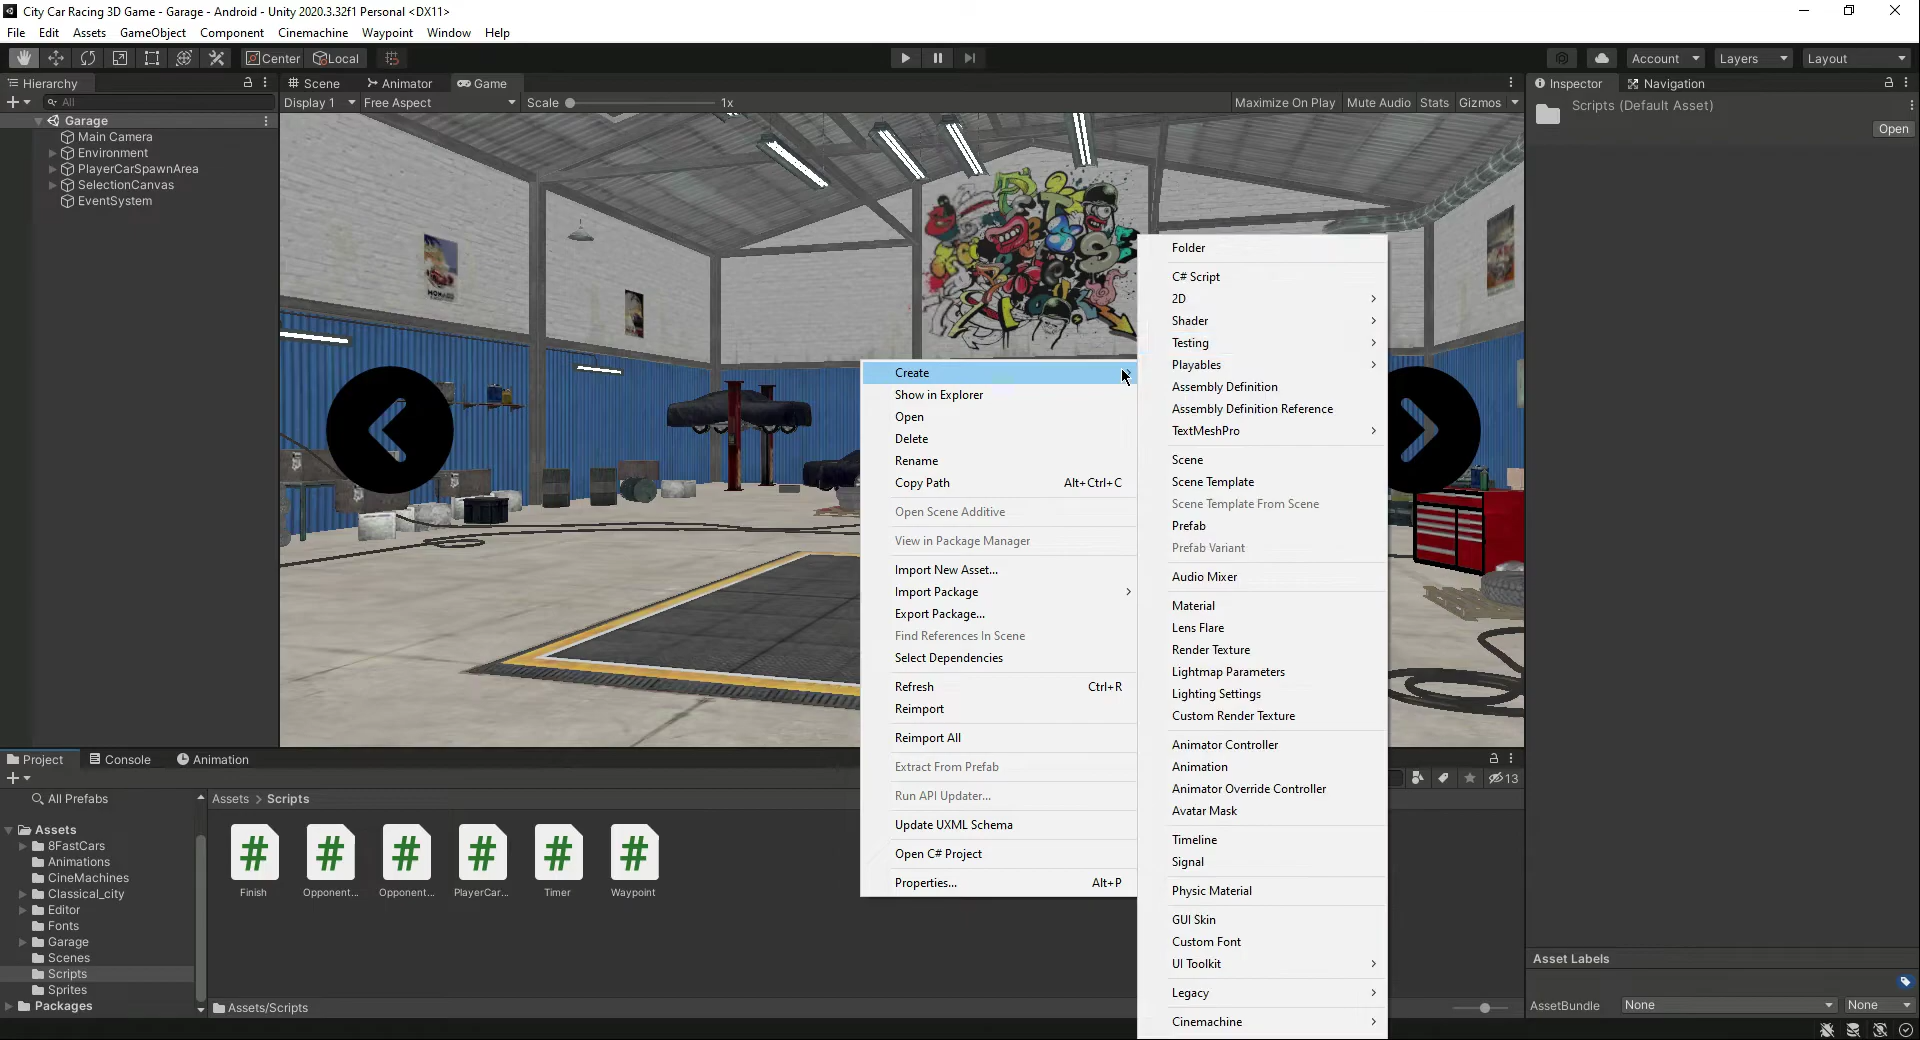 City Car Racing 3D Game - Garage - Android - Unity 2020.3.32f1 Personal <DX11>
File Edit Assets GameObject Component Cinemachine Waypoint Window Help
Center Local Account Layers Layout
Hierarchy Scene Animator Game Inspector Navigation
All Display 1 Free Aspect Scale 1x Maximize On Play Mute Audio Stats Gizmos
Scripts (Default Asset)
Open
Garage
Main Camera
Environment
PlayerCarSpawnArea
SelectionCanvas
EventSystem
Create
Show in Explorer
Open
Delete
Rename
Copy Path Alt+Ctrl+C
Open Scene Additive
View in Package Manager
Import New Asset...
Import Package
Export Package...
Find References In Scene
Select Dependencies
Refresh Ctrl+R
Reimport
Reimport All
Extract From Prefab
Run API Updater...
Update UXML Schema
Open C# Project
Properties... Alt+P
Folder
C# Script
2D
Shader
Testing
Playables
Assembly Definition
Assembly Definition Reference
TextMeshPro
Scene
Scene Template
Scene Template From Scene
Prefab
Prefab Variant
Audio Mixer
Material
Lens Flare
Render Texture
Lightmap Parameters
Lighting Settings
Custom Render Texture
Animator Controller
Animation
Animator Override Controller
Avatar Mask
Timeline
Signal
Physic Material
GUI Skin
Custom Font
UI Toolkit
Legacy
Cinemachine
Project Console Animation
13
All Prefabs
Assets
8FastCars
Animations
CineMachines
Classical_city
Editor
Fonts
Garage
Scenes
Scripts
Sprites
Packages
Assets > Scripts
Finish Opponent... Opponent... PlayerCar... Timer Waypoint
Assets/Scripts
Asset Labels
AssetBundle None None